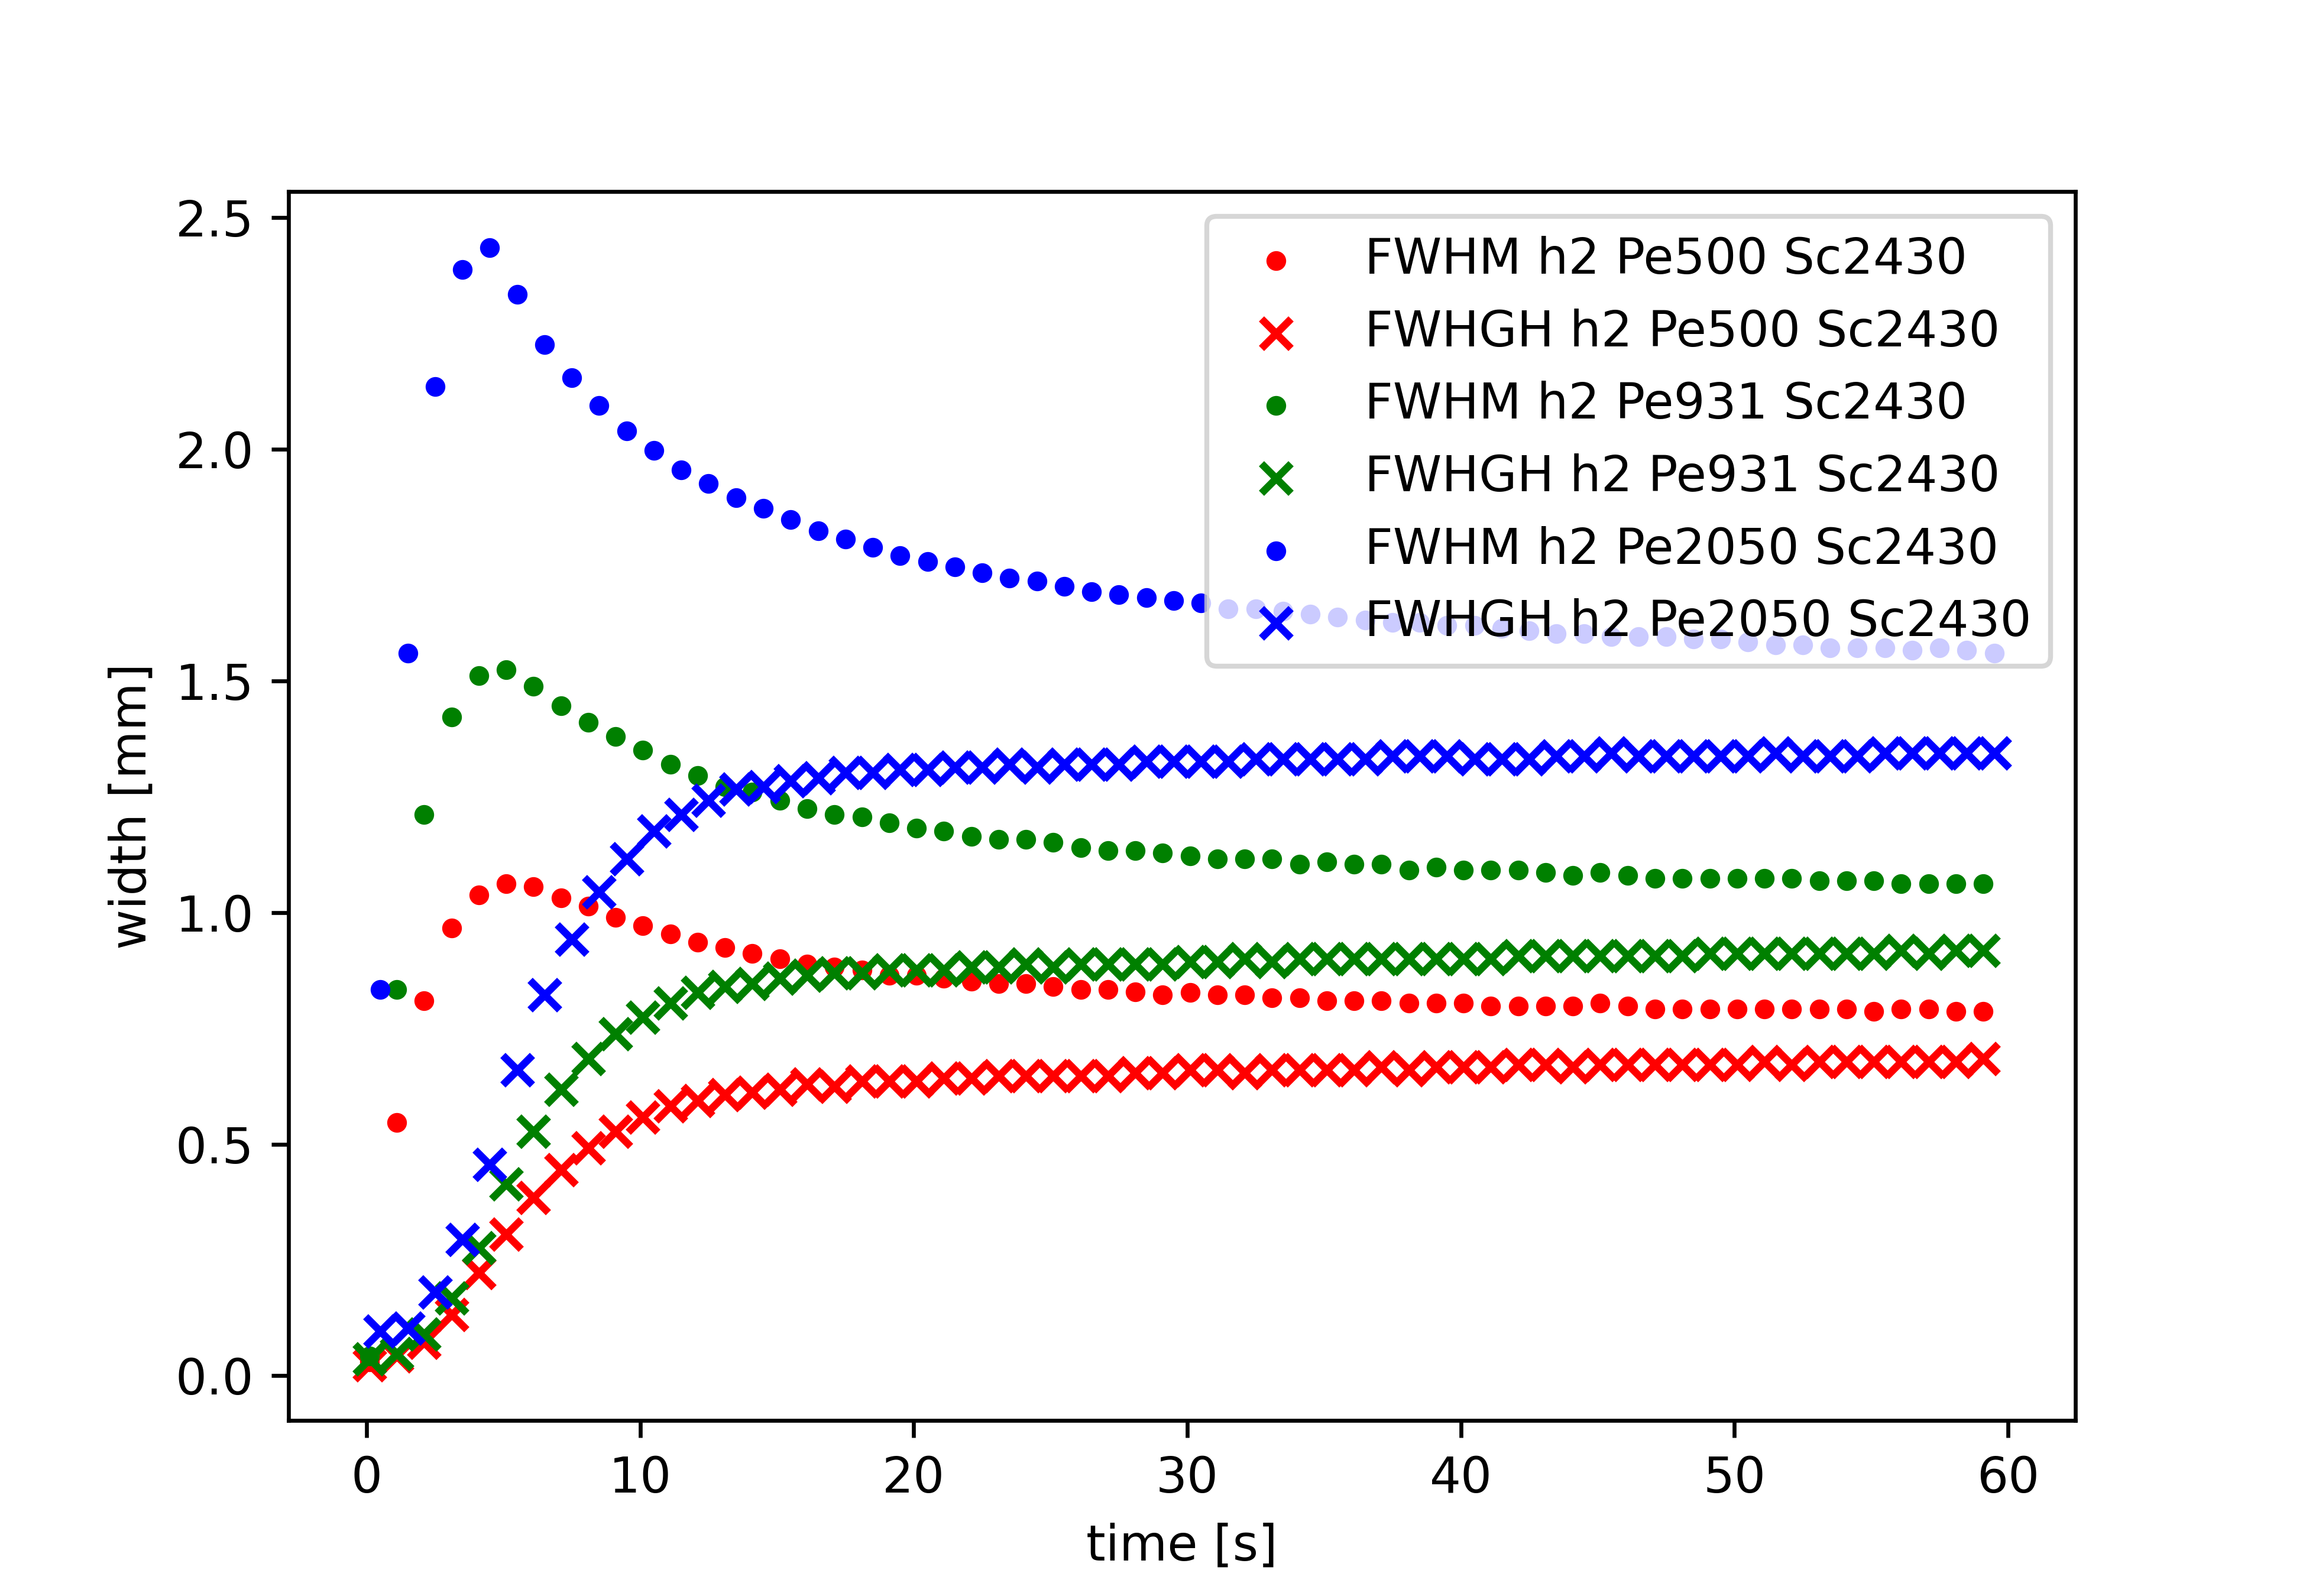 2.5
2.0
1.5
1.0
0.5
0.0
width [mm]
FWHM h2 Pe500 Sc2430
FWHGH h2 Pe500 Sc2430
FWHM h2 Pe931 Sc2430
FWHGH h2 Pe931 Sc2430
FWHM h2 Pe2050 Sc2430
FWHGH h2 Pe2050 Sc2430
0 10 20 30 40 50 60
time [s]